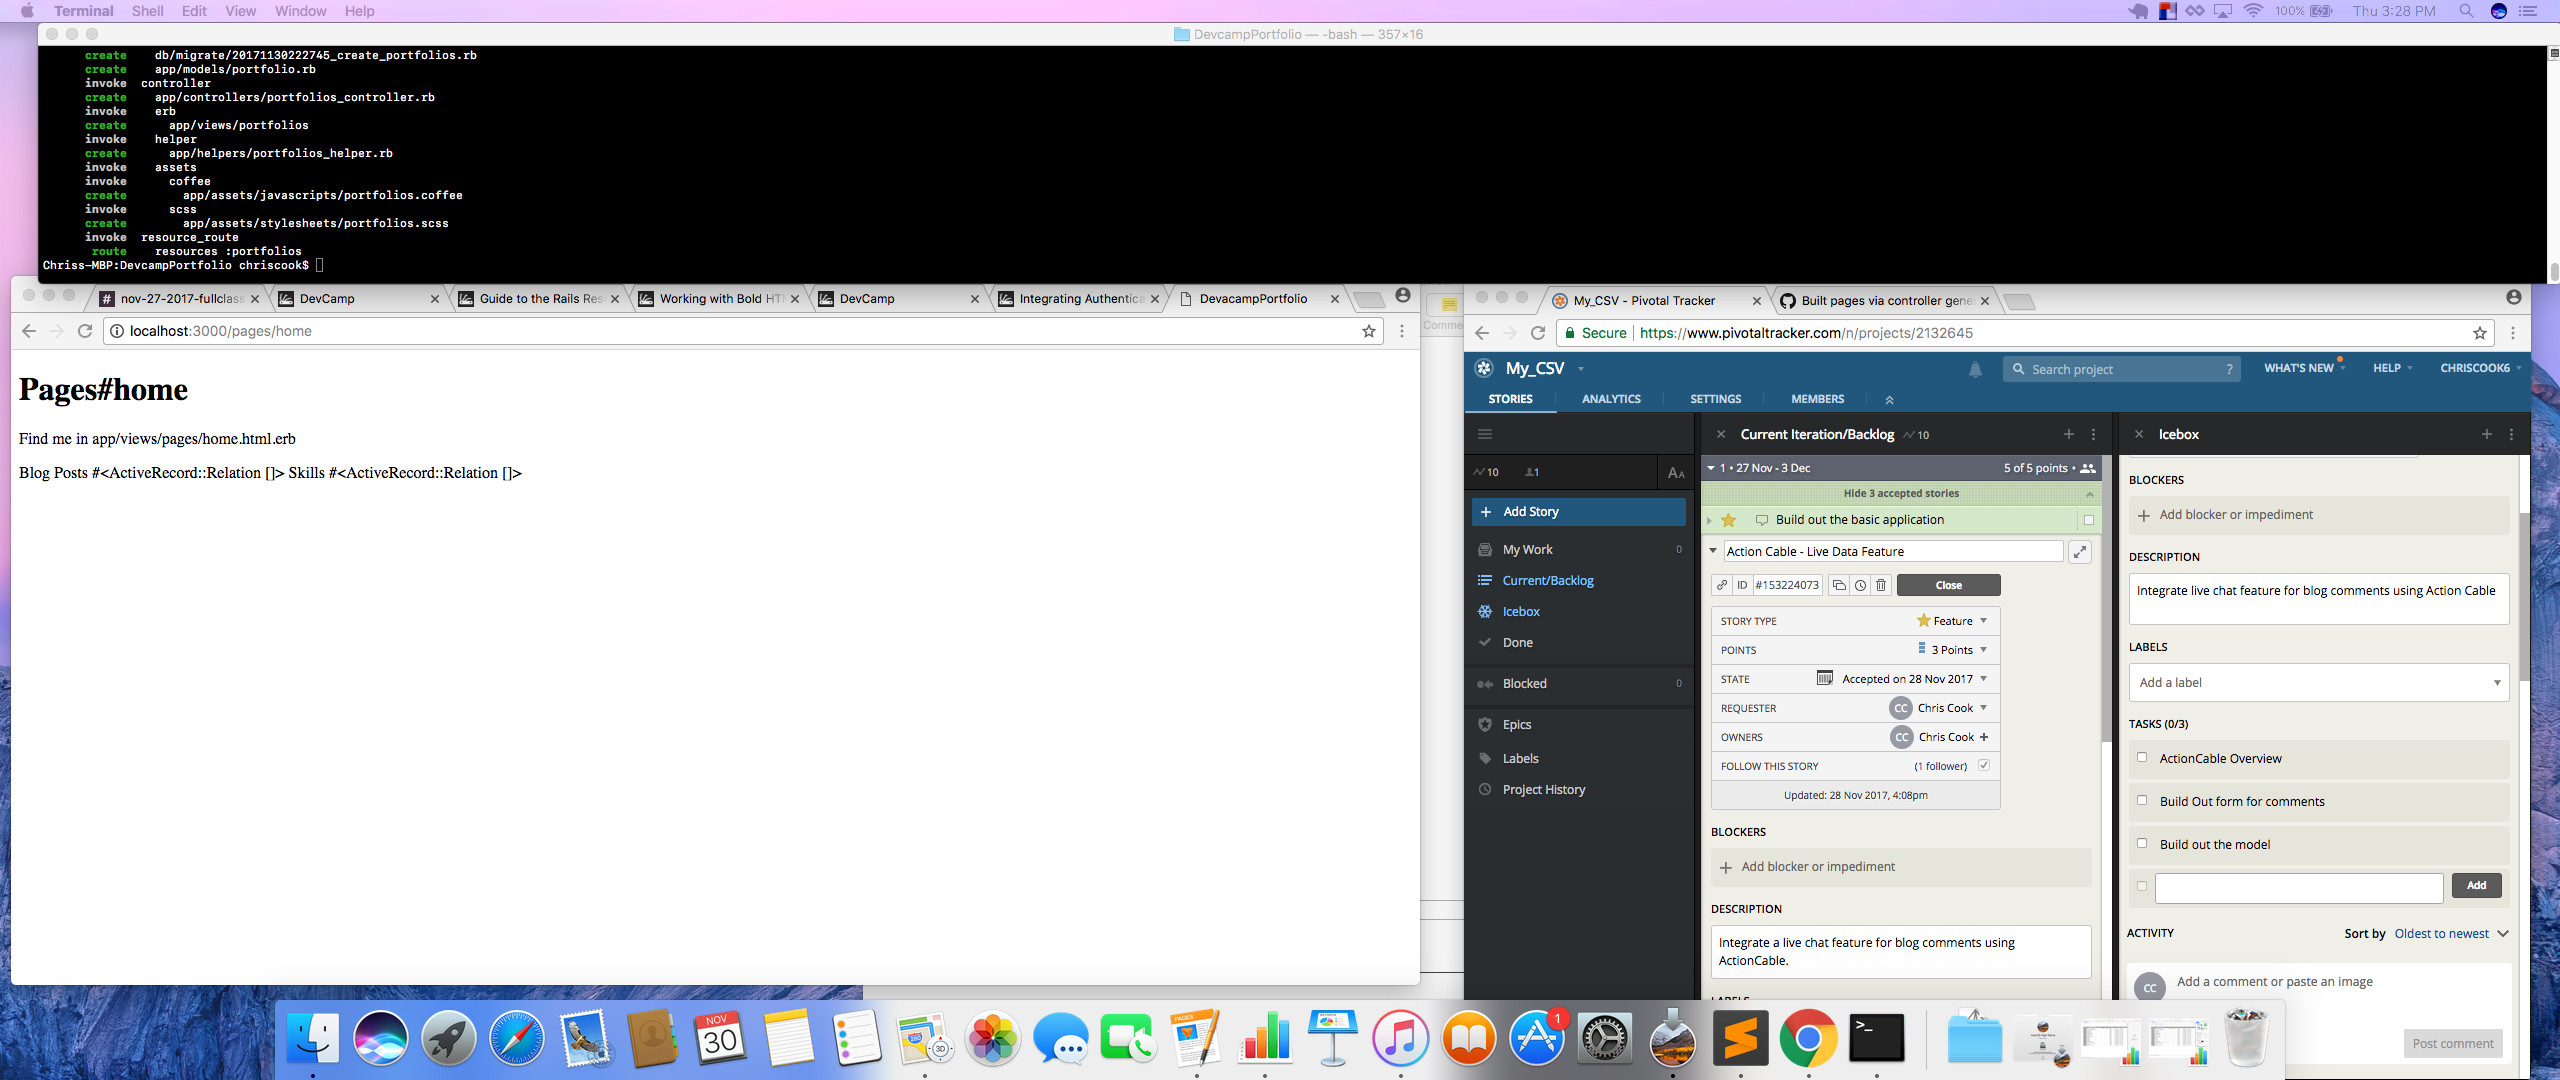 Terminal Shell Edit View Window Help
100% Thu 3:28 PM
DevcampPortfolio — -bash — 357×16
create db/migrate/20171130222745_create_portfolios.rb
create app/models/portfolio.rb
invoke controller
create app/controllers/portfolios_controller.rb
invoke erb
create app/views/portfolios
invoke helper
create app/helpers/portfolios_helper.rb
invoke assets
invoke coffee
create app/assets/javascripts/portfolios.coffee
invoke scss
create app/assets/stylesheets/portfolios.scss
invoke resource_route
route resources :portfolios
Chriss-MBP:DevcampPortfolio chriscook$
nov-27-2017-fullclass
DevCamp
Guide to the Rails Res
Working with Bold HT
DevCamp
Integrating Authentica
DevacampPortfolio
localhost:3000/pages/home
Pages#home
Find me in app/views/pages/home.html.erb
Blog Posts #<ActiveRecord::Relation []> Skills #<ActiveRecord::Relation []>
Comme
My_CSV - Pivotal Tracker
Built pages via controller gene
Secure https://www.pivotaltracker.com/n/projects/2132645
My_CSV
Search project ?
WHAT'S NEW HELP CHRISCOOK6
STORIES ANALYTICS SETTINGS MEMBERS
10 1 AA
+ Add Story
My Work 0
Current/Backlog
Icebox
Done
Blocked 0
Epics
Labels
Project History
Current Iteration/Backlog 10
1 • 27 Nov - 3 Dec 5 of 5 points •
Hide 3 accepted stories
Build out the basic application
Action Cable - Live Data Feature
ID #153224073 Close
STORY TYPE Feature
POINTS 3 Points
STATE Accepted on 28 Nov 2017
REQUESTER CC Chris Cook
OWNERS CC Chris Cook +
FOLLOW THIS STORY (1 follower)
Updated: 28 Nov 2017, 4:08pm
BLOCKERS
+ Add blocker or impediment
DESCRIPTION
Integrate a live chat feature for blog comments using
ActionCable.
LABELS
Icebox
BLOCKERS
+ Add blocker or impediment
DESCRIPTION
Integrate live chat feature for blog comments using Action Cable
LABELS
Add a label
TASKS (0/3)
ActionCable Overview
Build Out form for comments
Build out the model
Add
ACTIVITY Sort by Oldest to newest
CC Add a comment or paste an image
Post comment
NOV
30
PAGES
280
3D
1
>_